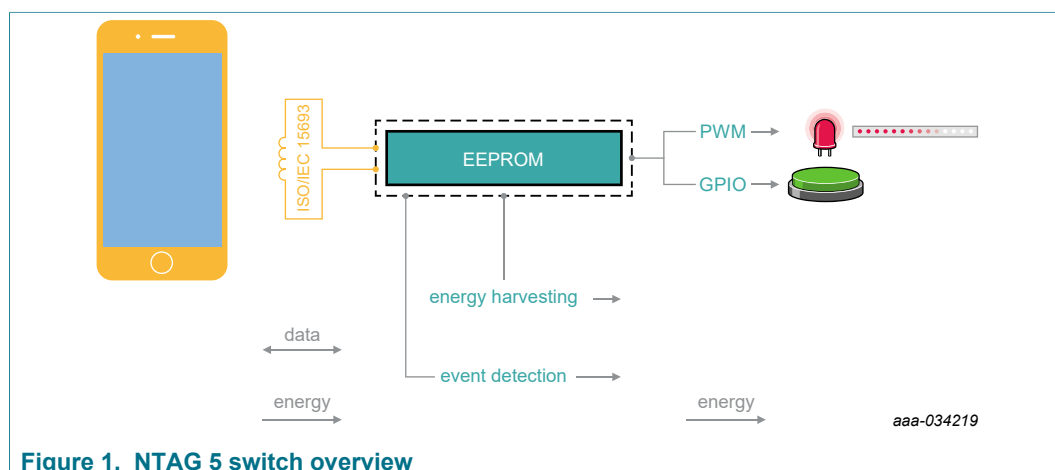 ISO/IEC 15693
EEPROM
PWM
GPIO
energy harvesting
data
event detection
energy
energy
aaa-034219
Figure 1. NTAG 5 switch overview